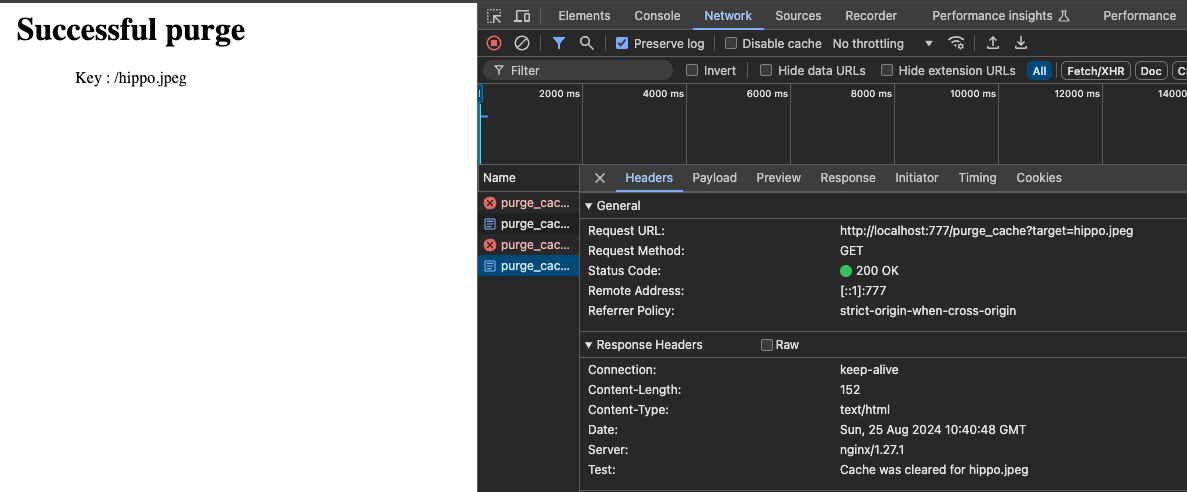 Successful purge
Key : /hippo.jpeg
Elements Console Network Sources Recorder Performance insights Performance
Preserve log Disable cache No throttling
Filter Invert Hide data URLs Hide extension URLs All Fetch/XHR Doc
2000 ms 4000 ms 6000 ms 8000 ms 10000 ms 12000 ms 14000
Name Headers Payload Preview Response Initiator Timing Cookies
purge_cac...
purge_cac...
purge_cac...
purge_cac...
General
Request URL: http://localhost:777/purge_cache?target=hippo.jpeg
Request Method: GET
Status Code: 200 OK
Remote Address: [::1]:777
Referrer Policy: strict-origin-when-cross-origin
Response Headers Raw
Connection: keep-alive
Content-Length: 152
Content-Type: text/html
Date: Sun, 25 Aug 2024 10:40:48 GMT
Server: nginx/1.27.1
Test: Cache was cleared for hippo.jpeg